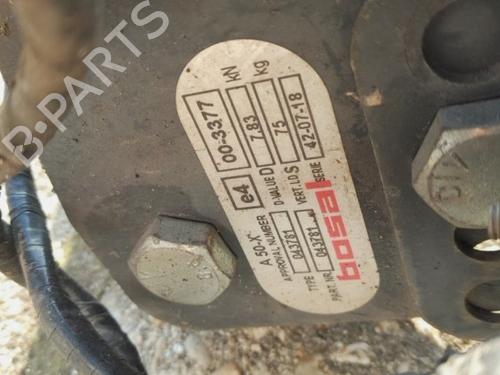 B-PARTS
A 50-X
e4
00-3377
APPROVAL NUMBER
D-VALUE D
7.83
kN
TYPE
043781
VERT.LD S
75
kg
PART. NR.
043781
SERIE
42-07-18
bosal